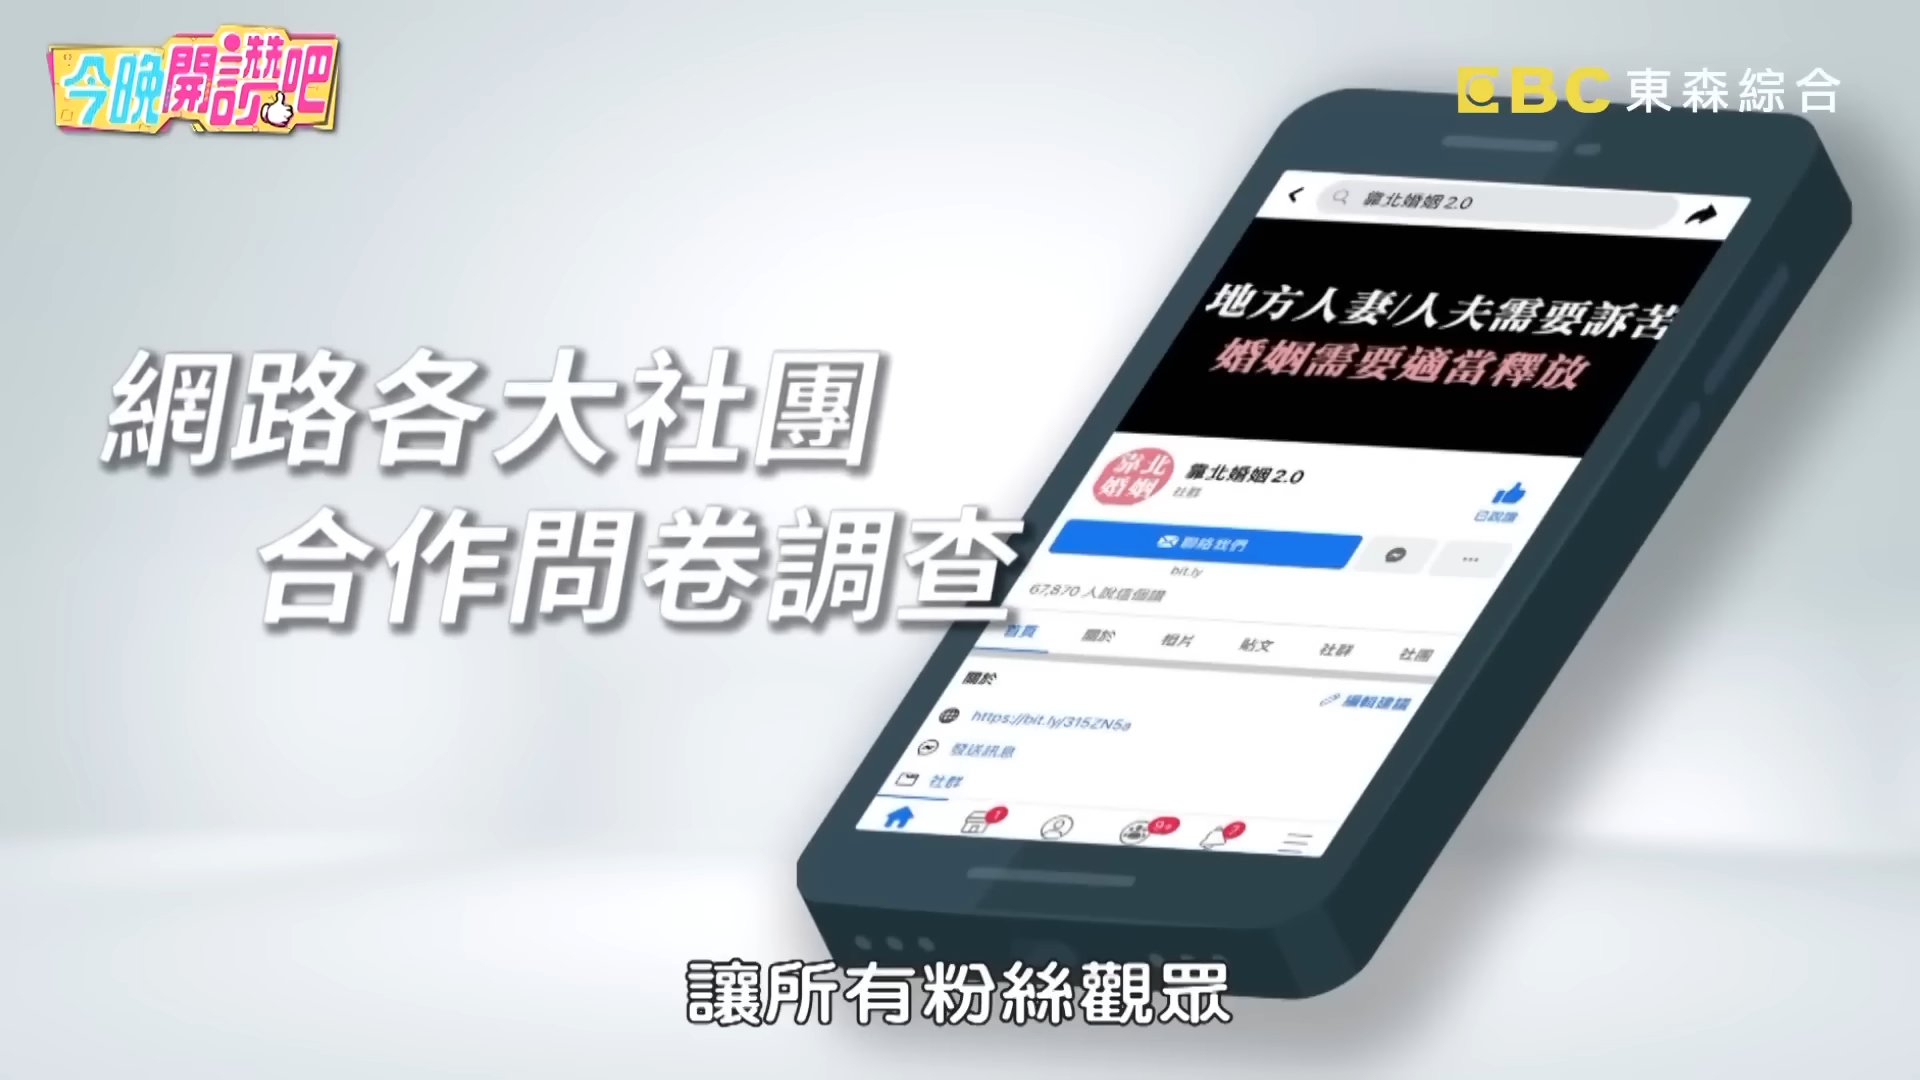 今晚開讚吧
EBC 東森綜合
靠北婚姻 2.0
地方人妻/人夫需要訴苦
婚姻需要適當釋放
網路各大社團
合作問卷調查
靠北
婚姻
靠北婚姻 2.0
社群
已說讚
聯絡我們
bit.ly
67,870 人說這個讚
首頁 關於 相片 貼文 社群 社團
關於
編輯建議
https://bit.ly/315ZN5a
發送訊息
社群
1 9+ 7
讓所有粉絲觀眾